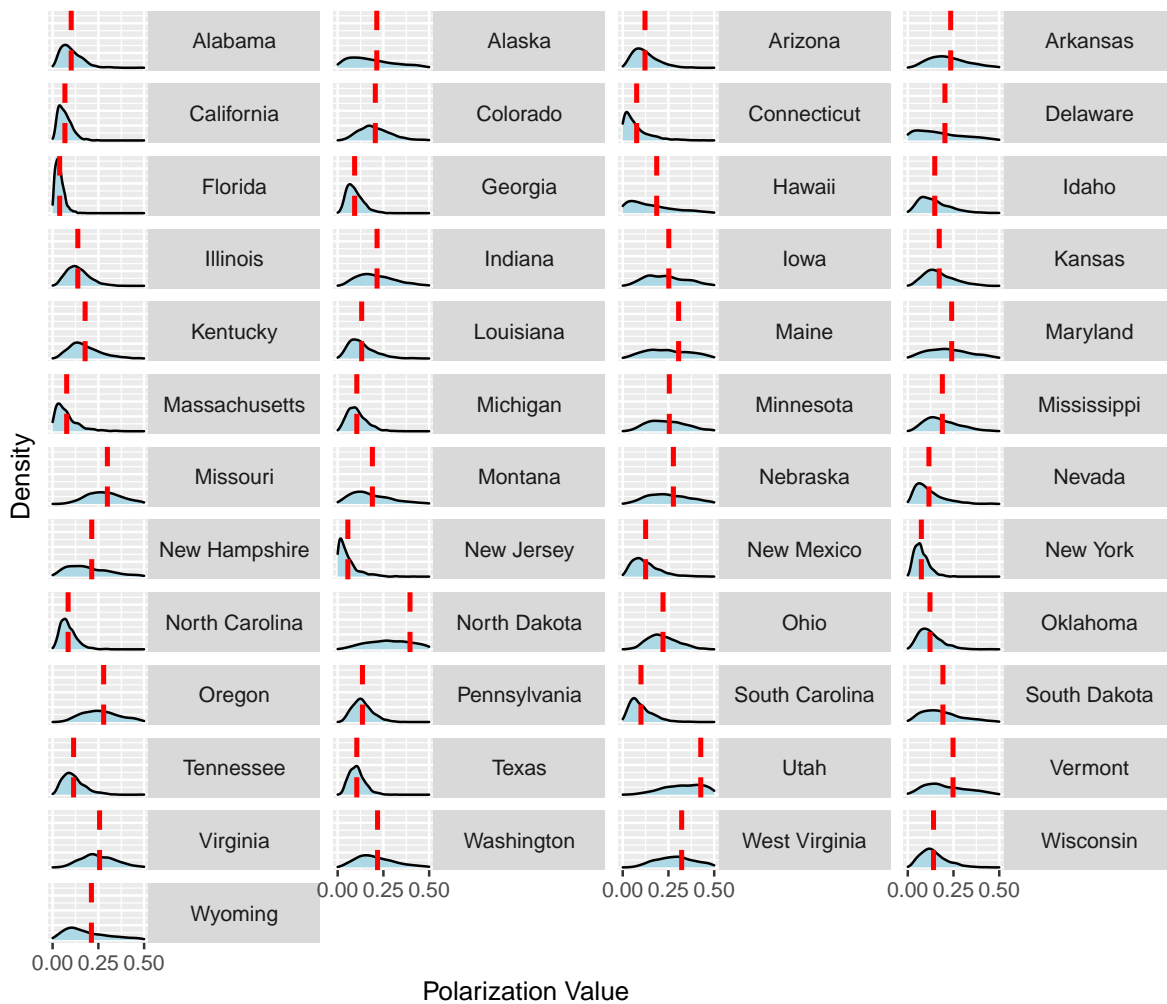 Alabama
Alaska
Arizona
Arkansas
California
Colorado
Connecticut
Delaware
Florida
Georgia
Hawaii
Idaho
Illinois
Indiana
Iowa
Kansas
Kentucky
Louisiana
Maine
Maryland
Massachusetts
Michigan
Minnesota
Mississippi
Missouri
Montana
Nebraska
Nevada
New Hampshire
New Jersey
New Mexico
New York
North Carolina
North Dakota
Ohio
Oklahoma
Oregon
Pennsylvania
South Carolina
South Dakota
Tennessee
Texas
Utah
Vermont
Virginia
Washington
West Virginia
Wisconsin
0.00 0.25 0.50
0.00 0.25 0.50
0.00 0.25 0.50
Wyoming
0.00 0.25 0.50
Density
Polarization Value